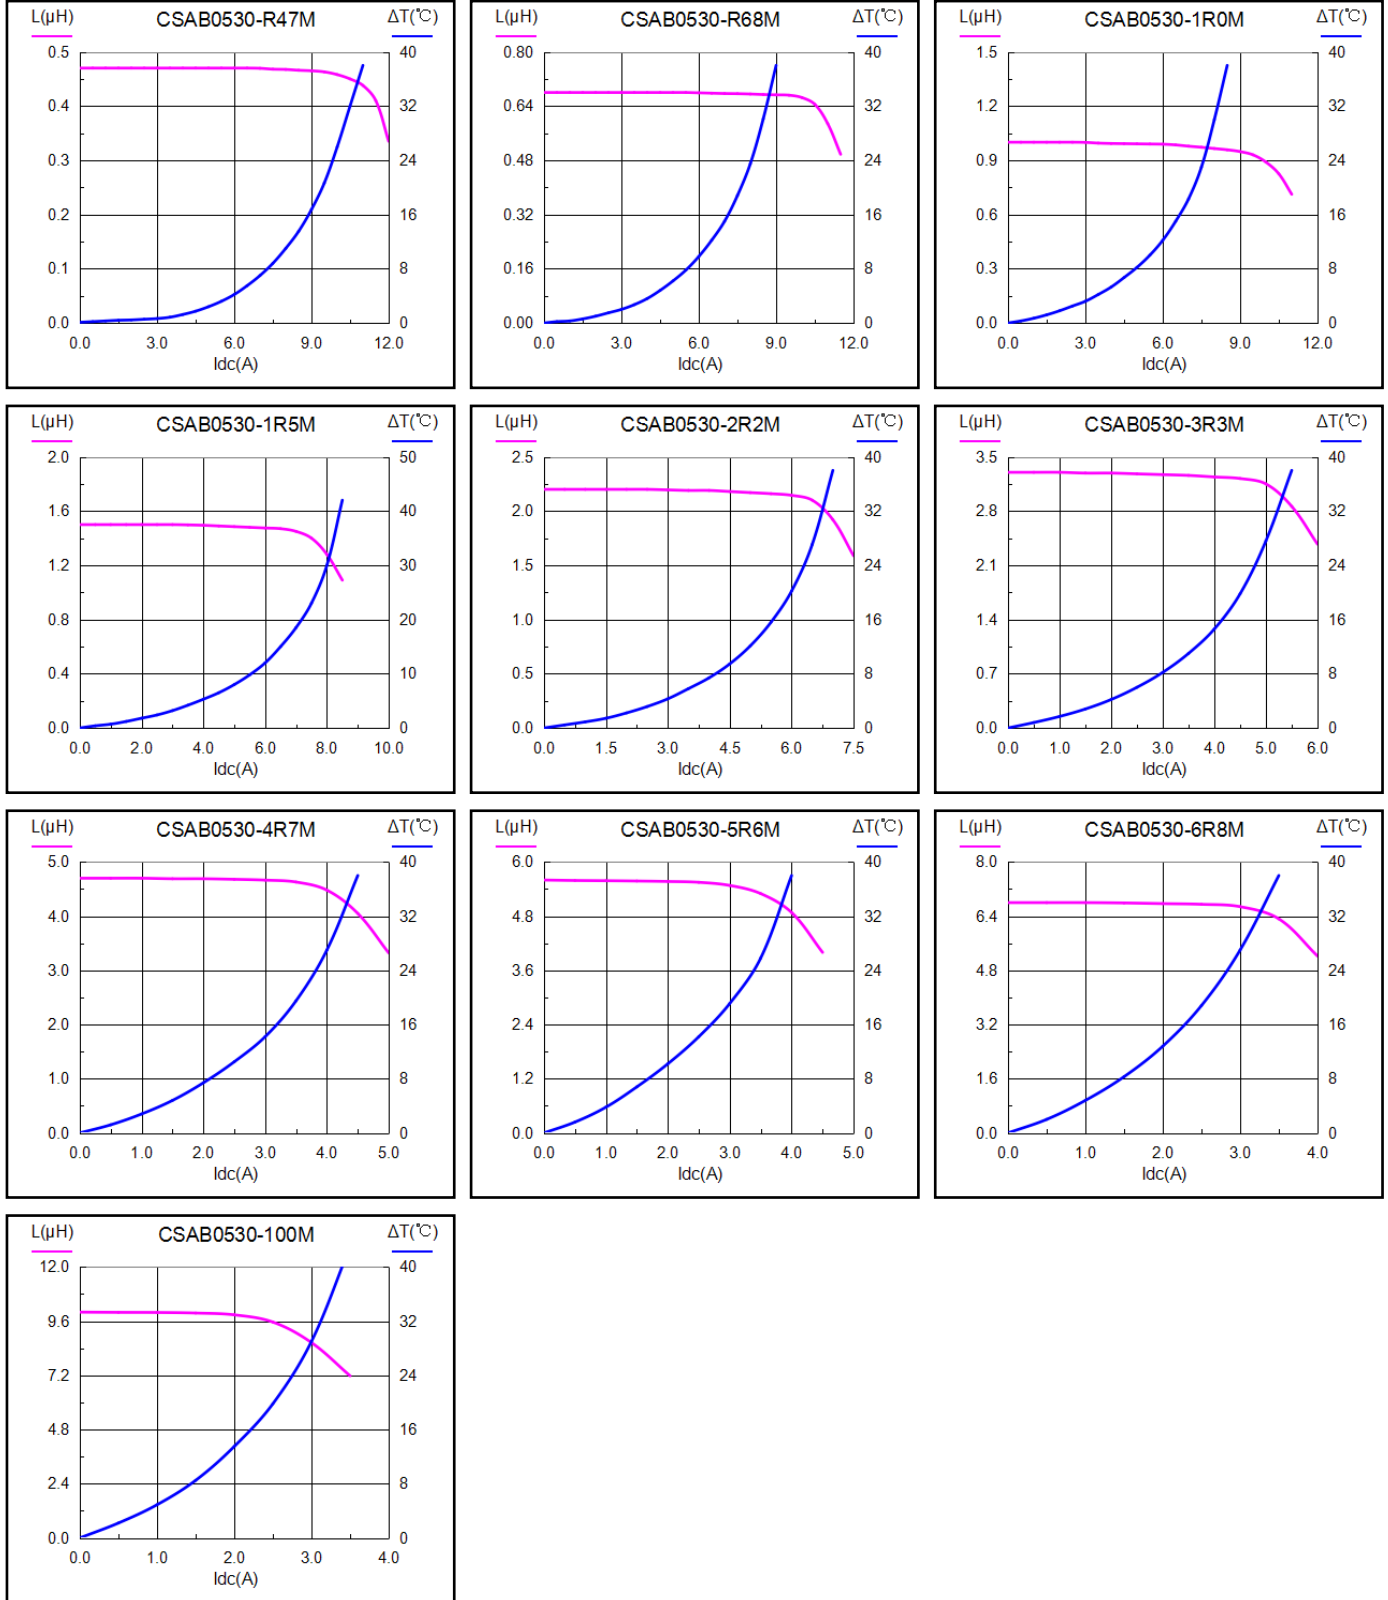 L(μH) CSAB0530-R47M ΔT(℃)
0.5 40
0.4 32
0.3 24
0.2 16
0.1 8
0.0 0
0.0 3.0 6.0 9.0 12.0
Idc(A)
L(μH) CSAB0530-R68M ΔT(℃)
0.80 40
0.64 32
0.48 24
0.32 16
0.16 8
0.00 0
0.0 3.0 6.0 9.0 12.0
Idc(A)
L(μH) CSAB0530-1R0M ΔT(℃)
1.5 40
1.2 32
0.9 24
0.6 16
0.3 8
0.0 0
0.0 3.0 6.0 9.0 12.0
Idc(A)
L(μH) CSAB0530-1R5M ΔT(℃)
2.0 50
1.6 40
1.2 30
0.8 20
0.4 10
0.0 0
0.0 2.0 4.0 6.0 8.0 10.0
Idc(A)
L(μH) CSAB0530-2R2M ΔT(℃)
2.5 40
2.0 32
1.5 24
1.0 16
0.5 8
0.0 0
0.0 1.5 3.0 4.5 6.0 7.5
Idc(A)
L(μH) CSAB0530-3R3M ΔT(℃)
3.5 40
2.8 32
2.1 24
1.4 16
0.7 8
0.0 0
0.0 1.0 2.0 3.0 4.0 5.0 6.0
Idc(A)
L(μH) CSAB0530-4R7M ΔT(℃)
5.0 40
4.0 32
3.0 24
2.0 16
1.0 8
0.0 0
0.0 1.0 2.0 3.0 4.0 5.0
Idc(A)
L(μH) CSAB0530-5R6M ΔT(℃)
6.0 40
4.8 32
3.6 24
2.4 16
1.2 8
0.0 0
0.0 1.0 2.0 3.0 4.0 5.0
Idc(A)
L(μH) CSAB0530-6R8M ΔT(℃)
8.0 40
6.4 32
4.8 24
3.2 16
1.6 8
0.0 0
0.0 1.0 2.0 3.0 4.0
Idc(A)
L(μH) CSAB0530-100M ΔT(℃)
12.0 40
9.6 32
7.2 24
4.8 16
2.4 8
0.0 0
0.0 1.0 2.0 3.0 4.0
Idc(A)